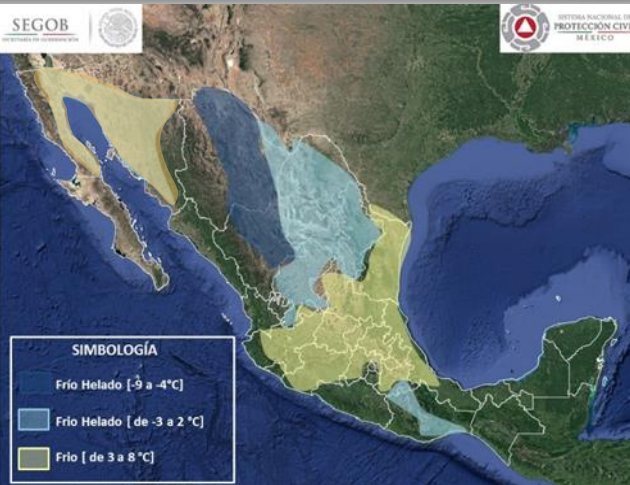 SEGOB
SECRETARÍA DE GOBERNACIÓN
SISTEMA NACIONAL DE
PROTECCIÓN CIVIL
MÉXICO
SIMBOLOGÍA
Frío Helado [-9 a -4°C]
Frio Helado [ de -3 a 2 °C]
Frio [ de 3 a 8 °C]